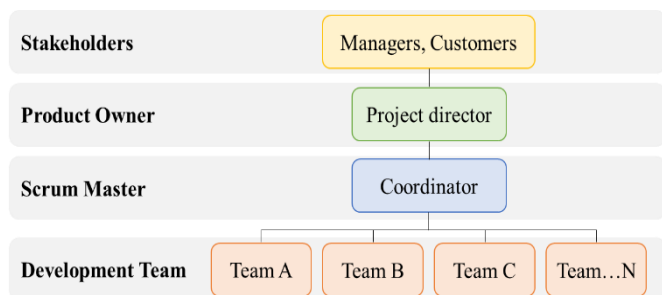 Stakeholders
Managers, Customers
Product Owner
Project director
Scrum Master
Coordinator
Development Team
Team A
Team B
Team C
Team…N